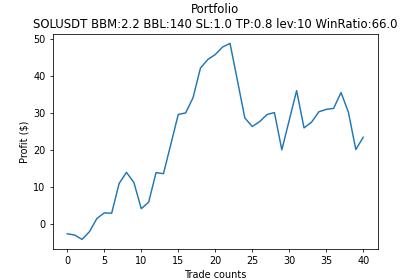 Portfolio
SOLUSDT BBM:2.2 BBL:140 SL:1.0 TP:0.8 lev:10 WinRatio:66.0
50
40
30
20
10
0
Profit ($)
0 5 10 15 20 25 30 35 40
Trade counts